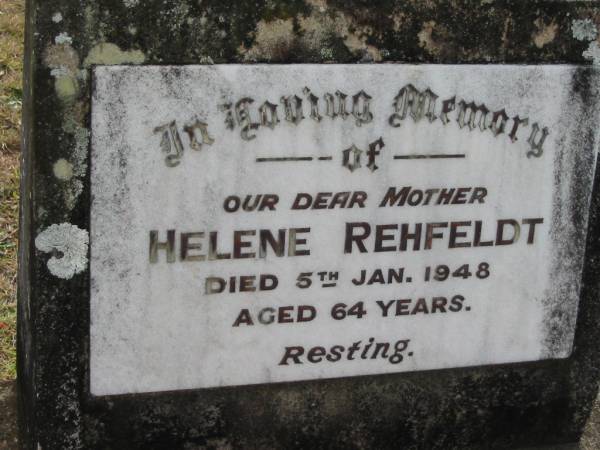 In Loving Memory
of
OUR DEAR MOTHER
HELENE REHFELDT
DIED 5TH JAN. 1948
AGED 64 YEARS.
Resting.